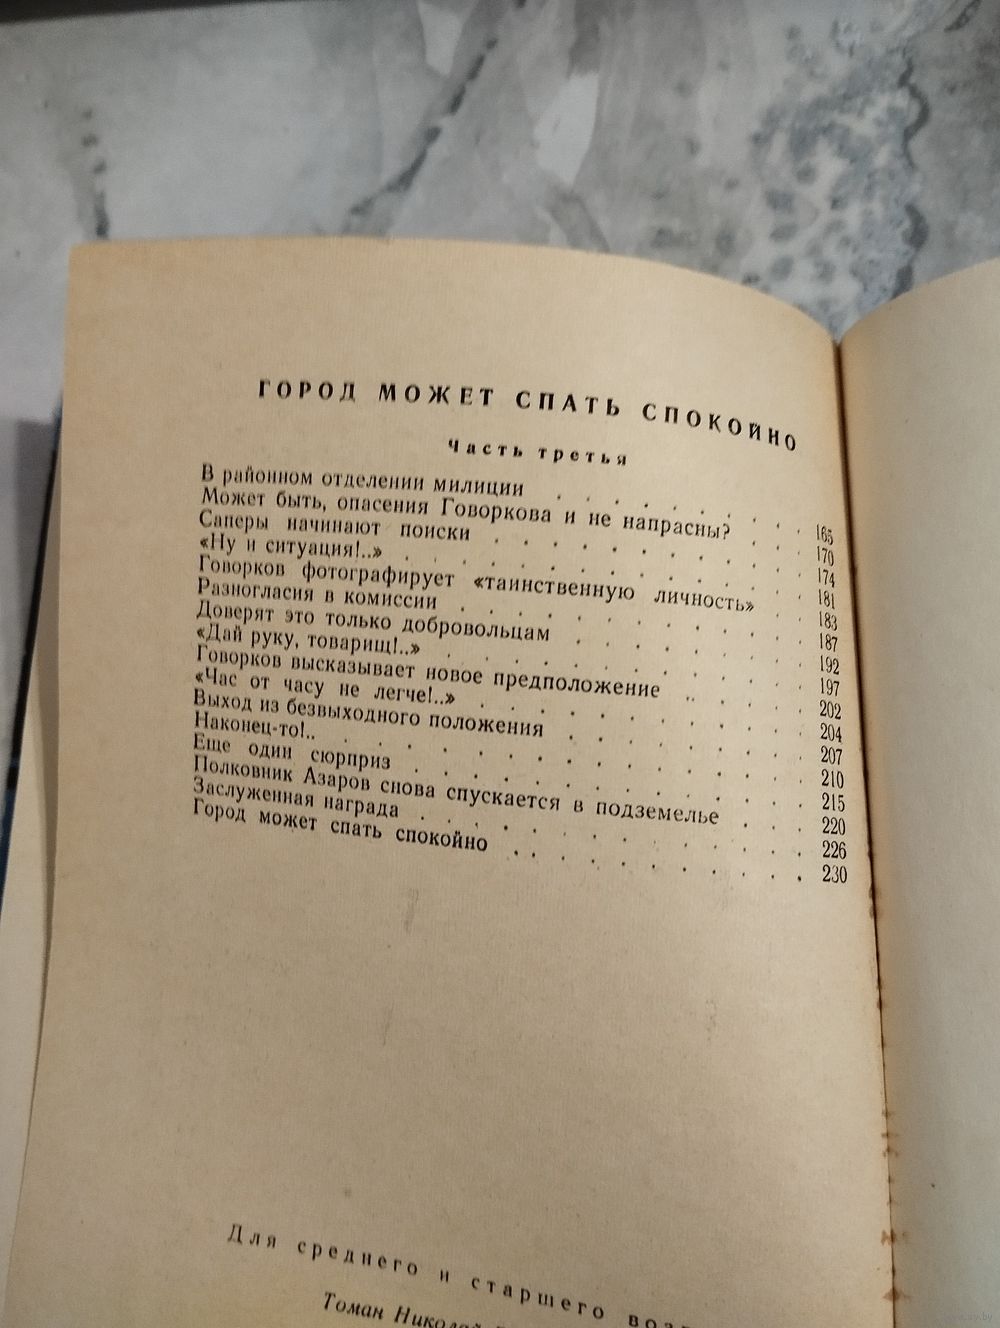 ГОРОД МОЖЕТ СПАТЬ СПОКОЙНО
Часть третья
В районном отделении милиции . . . . . . . . . 165
Может быть, опасения Говоркова и не напрасны? . . . 170
Саперы начинают поиски . . . . . . . . . . 174
«Ну и ситуация!..» . . . . . . . . . . . . 181
Говорков фотографирует «таинственную личность» . . 183
Разногласия в комиссии . . . . . . . . . . 187
Доверят это только добровольцам . . . . . . . . 192
«Дай руку, товарищ!..» . . . . . . . . . . . 197
Говорков высказывает новое предположение . . . . . 202
«Час от часу не легче!..» . . . . . . . . . . 204
Выход из безвыходного положения . . . . . . . . 207
Наконец-то!.. . . . . . . . . . . . . . 210
Еще один сюрприз . . . . . . . . . . . . 215
Полковник Азаров снова спускается в подземелье . . . 220
Заслуженная награда . . . . . . . . . . . . 226
Город может спать спокойно . . . . . . . . . . 230
Для среднего и старшего
Томан Николай